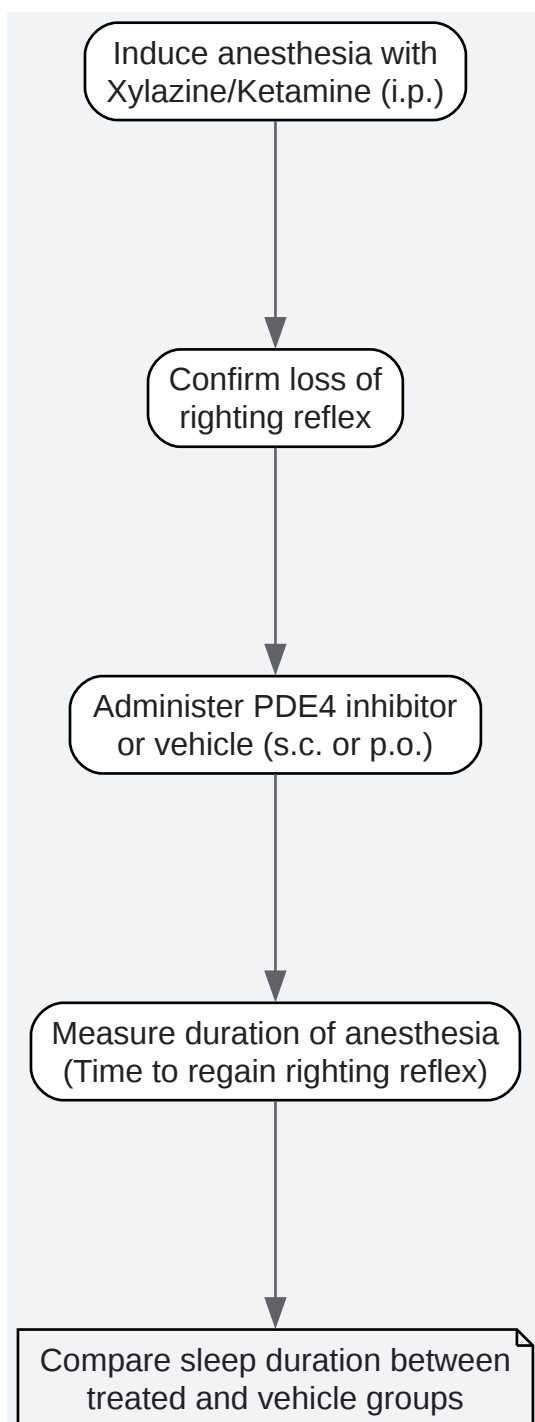 Induce anesthesia with
Xylazine/Ketamine (i.p.)
Confirm loss of
righting reflex
Administer PDE4 inhibitor
or vehicle (s.c. or p.o.)
Measure duration of anesthesia
(Time to regain righting reflex)
Compare sleep duration between
treated and vehicle groups